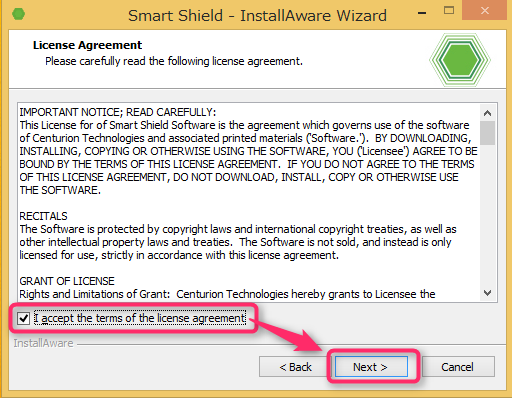 Smart Shield - InstallAware Wizard
License Agreement
Please carefully read the following license agreement.
IMPORTANT NOTICE; READ CAREFULLY:
This License for of Smart Shield Software is the agreement which governs use of the software
of Centurion Technologies and associated printed materials ('Software.').  BY DOWNLOADING,
INSTALLING, COPYING OR OTHERWISE USING THE SOFTWARE, YOU ('Licensee') AGREE TO BE
BOUND BY THE TERMS OF THIS LICENSE AGREEMENT.  IF YOU DO NOT AGREE TO THE TERMS
OF THIS LICENSE AGREEMENT, DO NOT DOWNLOAD, INSTALL, COPY OR OTHERWISE USE
THE SOFTWARE.
RECITALS
The Software is protected by copyright laws and international copyright treaties, as well as
other intellectual property laws and treaties.  The Software is not sold, and instead is only
licensed for use, strictly in accordance with this license agreement.
GRANT OF LICENSE
Rights and Limitations of Grant:  Centurion Technologies hereby grants to Licensee the
I accept the terms of the license agreement
InstallAware
< Back
Next >
Cancel